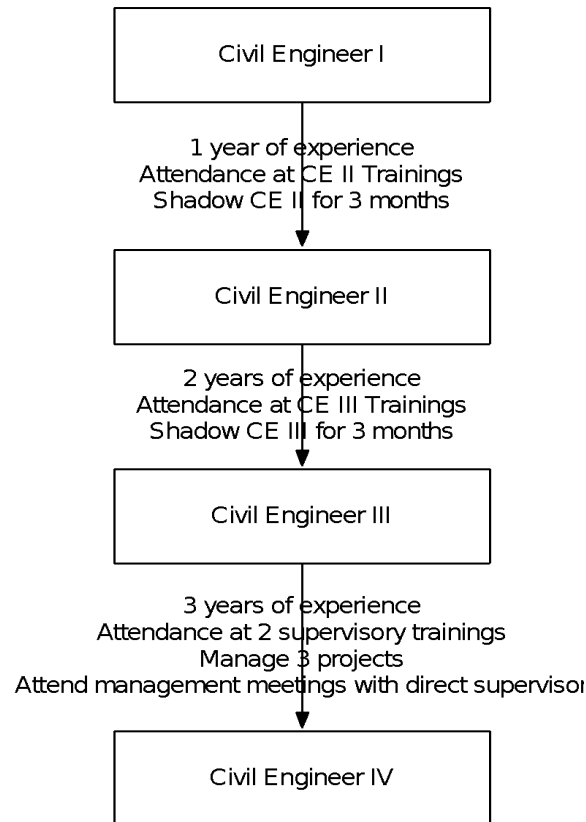 Civil Engineer I
1 year of experience
Attendance at CE II Trainings
Shadow CE II for 3 months
Civil Engineer II
2 years of experience
Attendance at CE III Trainings
Shadow CE III for 3 months
Civil Engineer III
3 years of experience
Attendance at 2 supervisory trainings
Manage 3 projects
Attend management meetings with direct supervisor
Civil Engineer IV